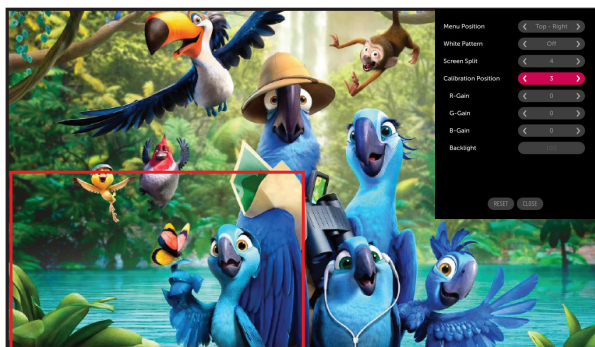 Menu Position < Top - Right >
White Pattern < Off >
Screen Split < 4 >
Calibration Position < 3 >
R-Gain < 0 >
G-Gain < 0 >
B-Gain < 0 >
Backlight
RESET CLOSE